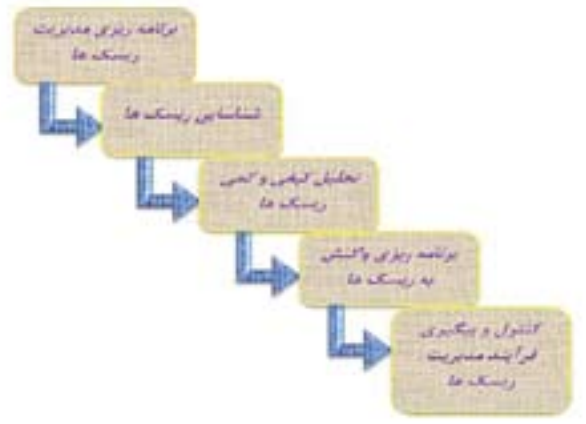 برنامه ریزی مدیریت
ریسک ها
شناسایی ریسک ها
تحلیل کیفی و کمی
ریسک ها
برنامه ریزی واکنش
به ریسک ها
کنترل و پیگیری
فرآیند مدیریت
ریسک ها